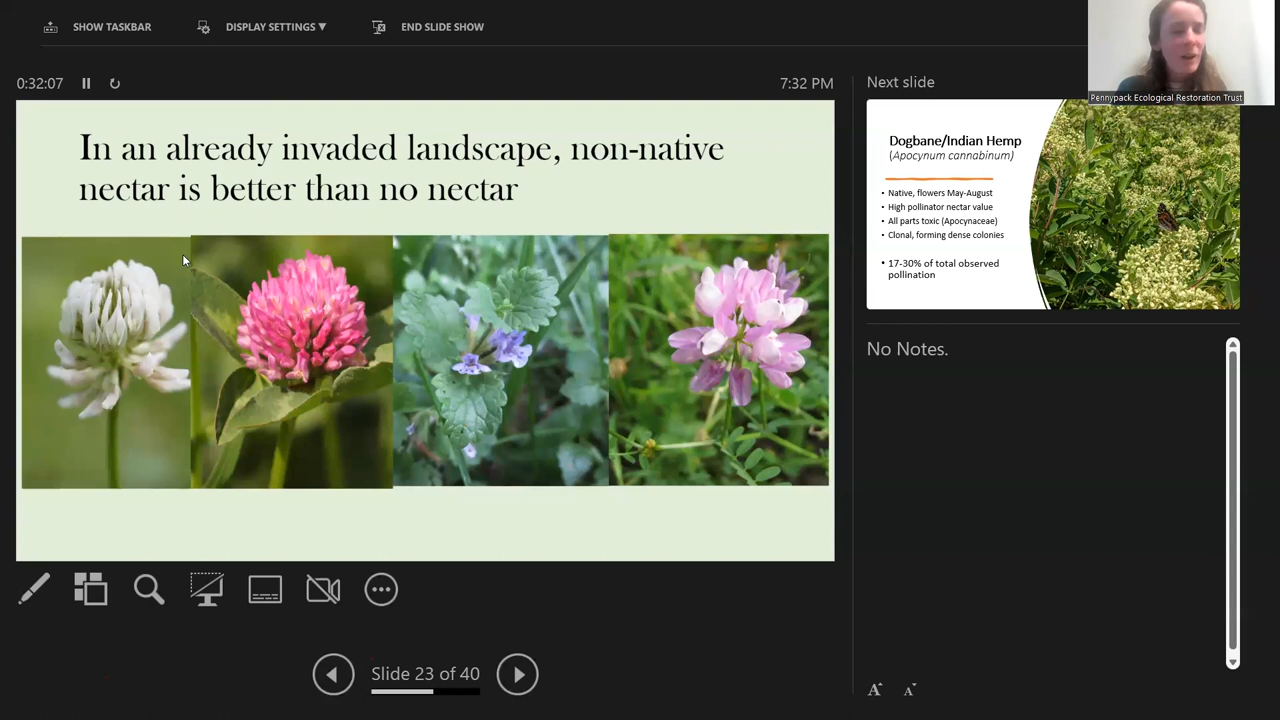 SHOW TASKBAR
DISPLAY SETTINGS ▼
END SLIDE SHOW
0:32:07
7:32 PM
In an already invaded landscape, non-native
nectar is better than no nectar
Slide 23 of 40
Next slide
Pennypack Ecological Restoration Trust
Dogbane/Indian Hemp
(Apocynum cannabinum)
• Native, flowers May-August
• High pollinator nectar value
• All parts toxic (Apocynaceae)
• Clonal, forming dense colonies
• 17-30% of total observed
pollination
No Notes.
A A